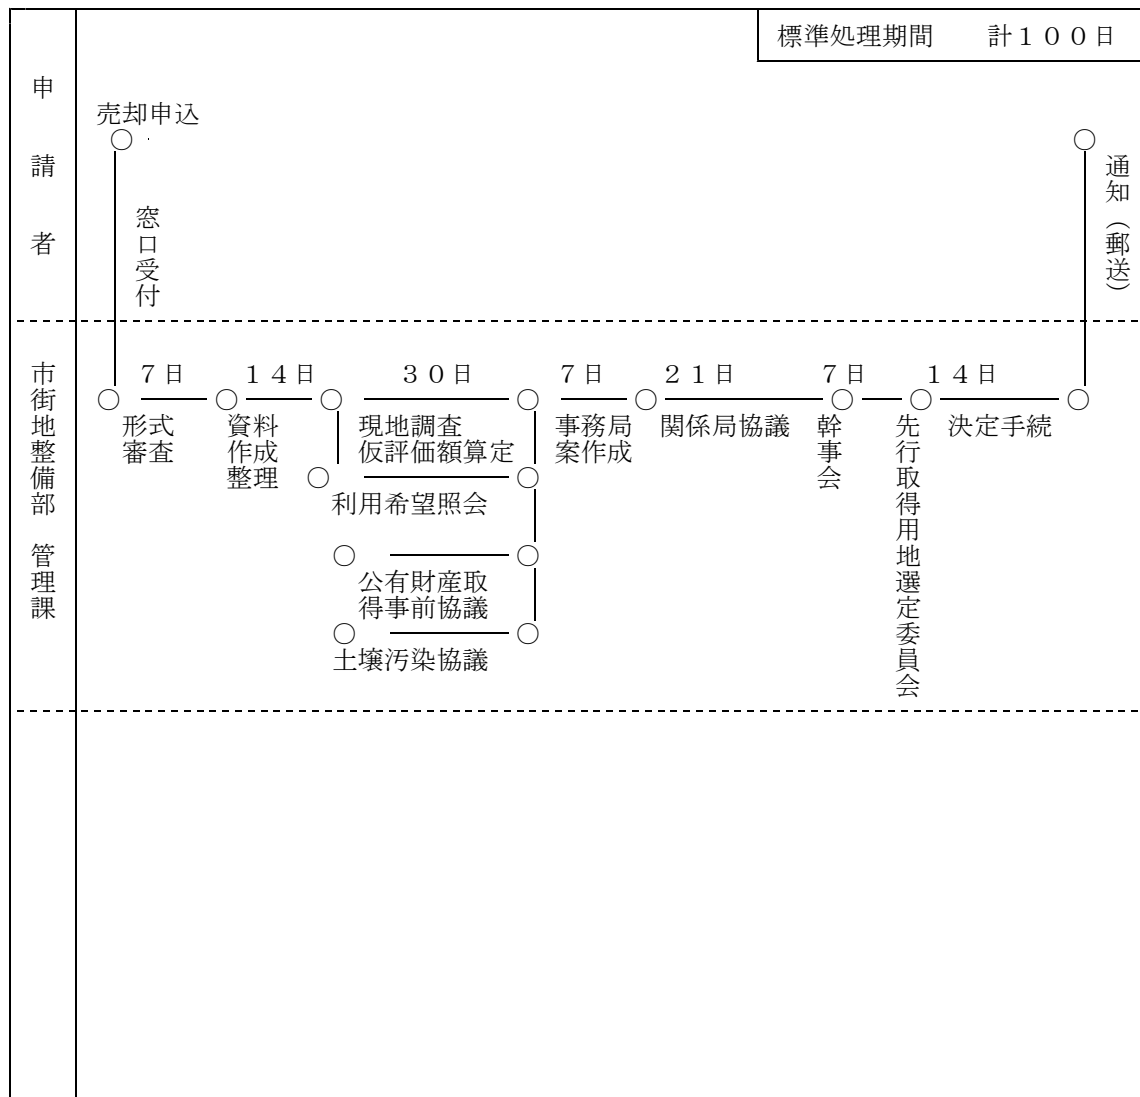 標準処理期間　　計１００日
申請者
売却申込
窓口受付
通知（郵送）
市街地整備部　管理課
７日
１４日
３０日
７日
２１日
７日
１４日
形式
審査
資料
作成
整理
現地調査
仮評価額算定
事務局
案作成
関係局協議
幹事会
先行取得用地選定委員会
決定手続
利用希望照会
公有財産取
得事前協議
土壌汚染協議